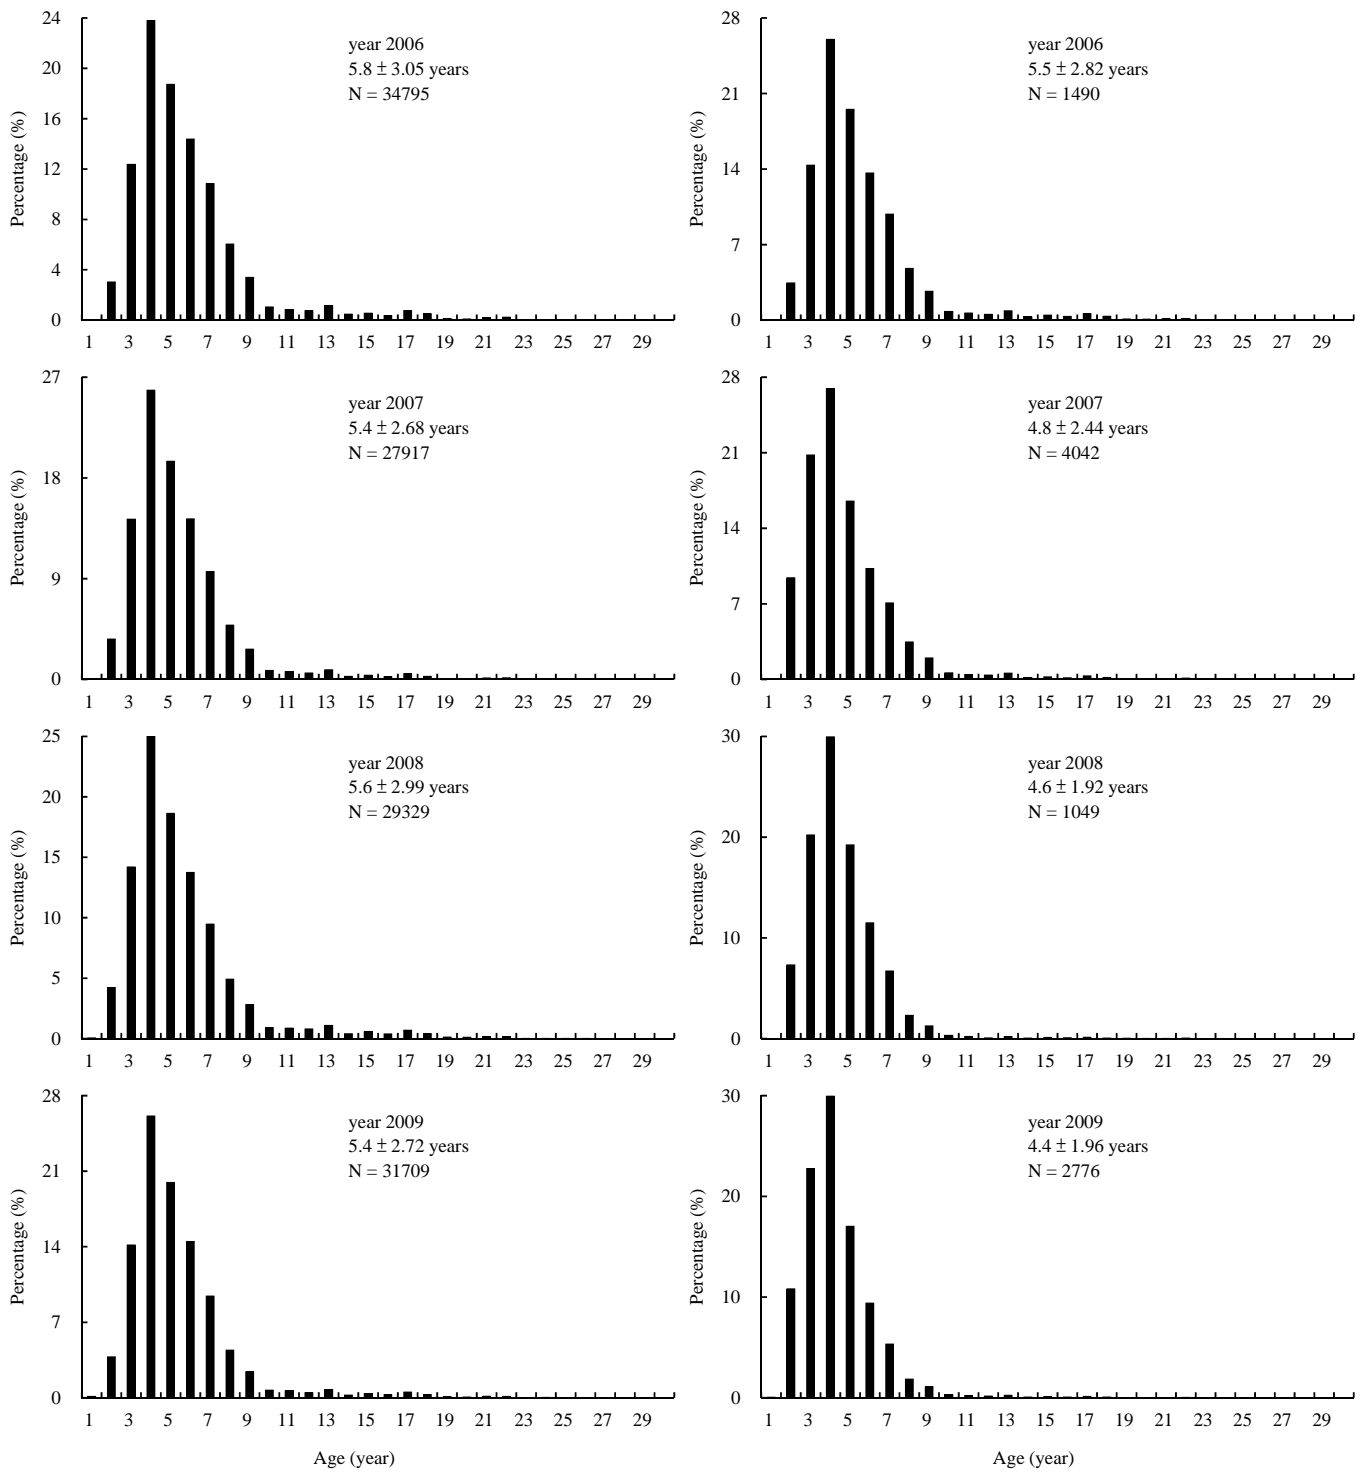 24
20
16
12
8
4
0
Percentage (%)
year 2006
5.8 ± 3.05 years
N = 34795
1 3 5 7 9 11 13 15 17 19 21 23 25 27 29
28
21
14
7
0
Percentage (%)
year 2006
5.5 ± 2.82 years
N = 1490
1 3 5 7 9 11 13 15 17 19 21 23 25 27 29
27
18
9
0
Percentage (%)
year 2007
5.4 ± 2.68 years
N = 27917
1 3 5 7 9 11 13 15 17 19 21 23 25 27 29
28
21
14
7
0
Percentage (%)
year 2007
4.8 ± 2.44 years
N = 4042
1 3 5 7 9 11 13 15 17 19 21 23 25 27 29
25
20
15
10
5
0
Percentage (%)
year 2008
5.6 ± 2.99 years
N = 29329
1 3 5 7 9 11 13 15 17 19 21 23 25 27 29
30
20
10
0
Percentage (%)
year 2008
4.6 ± 1.92 years
N = 1049
1 3 5 7 9 11 13 15 17 19 21 23 25 27 29
28
21
14
7
0
Percentage (%)
year 2009
5.4 ± 2.72 years
N = 31709
1 3 5 7 9 11 13 15 17 19 21 23 25 27 29
Age (year)
30
20
10
0
Percentage (%)
year 2009
4.4 ± 1.96 years
N = 2776
1 3 5 7 9 11 13 15 17 19 21 23 25 27 29
Age (year)